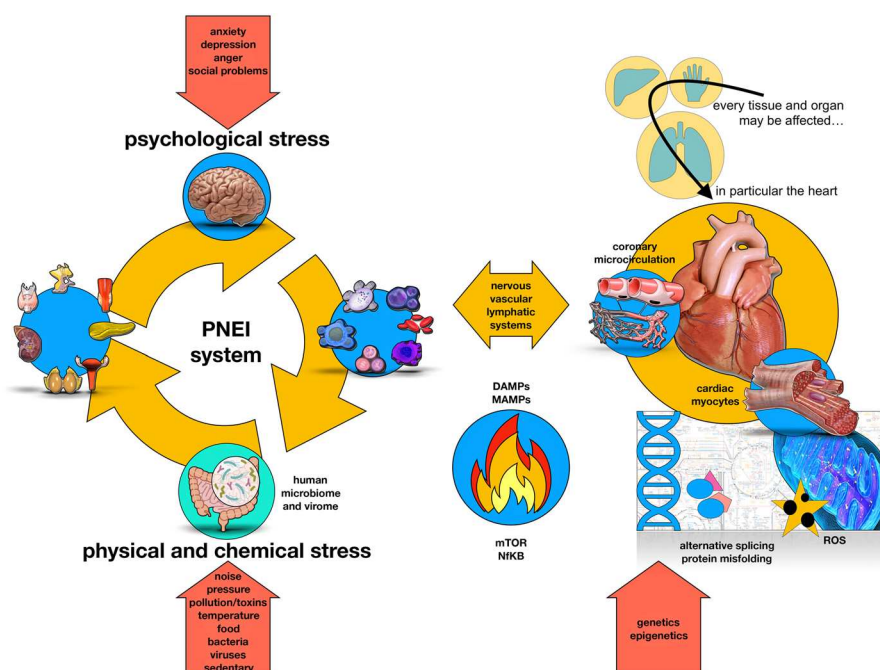 anxiety
depression
anger
social problems
psychological stress
PNEI
system
human
microbiome
and virome
physical and chemical stress
noise
pressure
pollution/toxins
temperature
food
bacteria
viruses
sedentary
nervous
vascular
lymphatic
systems
DAMPs
MAMPs
mTOR
NfKB
every tissue and organ
may be affected…
in particular the heart
coronary
microcirculation
cardiac
myocytes
alternative splicing
protein misfolding
ROS
genetics
epigenetics